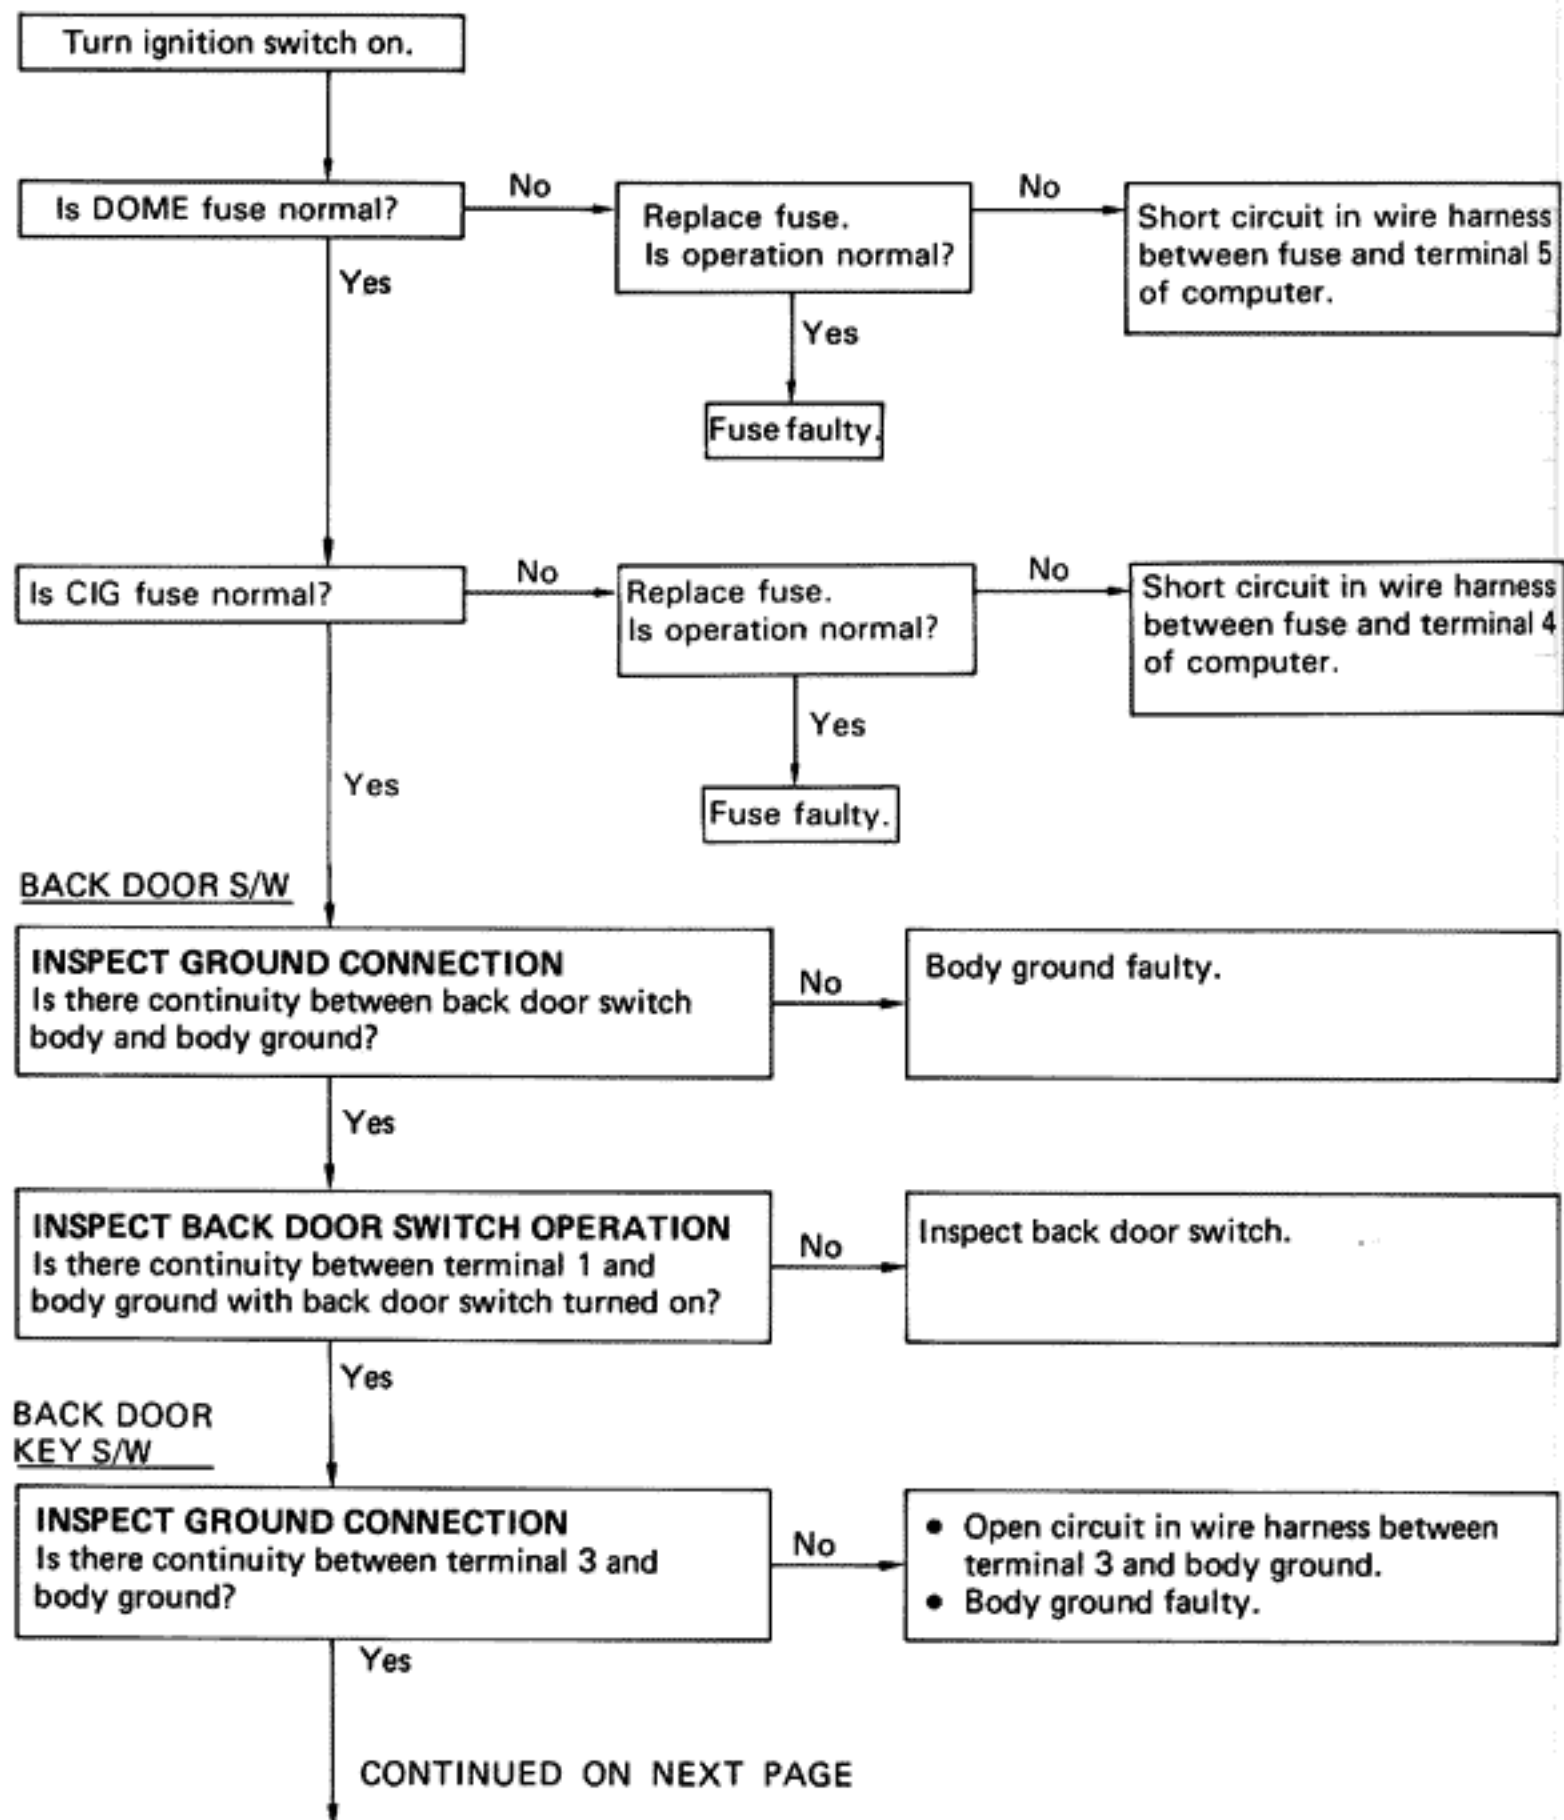 Turn ignition switch on.
Is DOME fuse normal?
No
Replace fuse.
Is operation normal?
No
Short circuit in wire harness
between fuse and terminal 5
of computer.
Yes
Yes
Fuse faulty.
Is CIG fuse normal?
No
Replace fuse.
Is operation normal?
No
Short circuit in wire harness
between fuse and terminal 4
of computer.
Yes
Yes
Fuse faulty.
BACK DOOR S/W
INSPECT GROUND CONNECTION
Is there continuity between back door switch
body and body ground?
No
Body ground faulty.
Yes
INSPECT BACK DOOR SWITCH OPERATION
Is there continuity between terminal 1 and
body ground with back door switch turned on?
No
Inspect back door switch.
Yes
BACK DOOR
KEY S/W
INSPECT GROUND CONNECTION
Is there continuity between terminal 3 and
body ground?
No
● Open circuit in wire harness between
terminal 3 and body ground.
● Body ground faulty.
Yes
CONTINUED ON NEXT PAGE